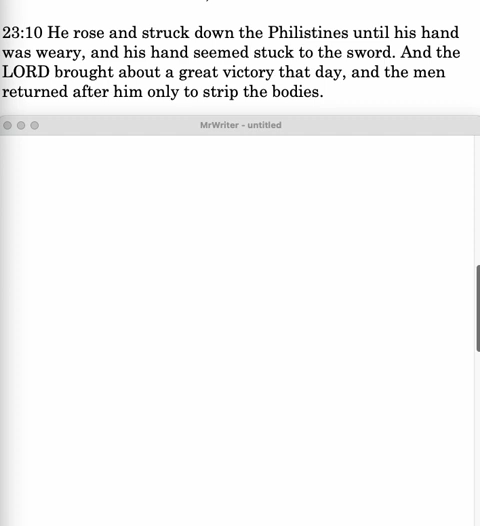 23:10 He rose and struck down the Philistines until his hand
was weary, and his hand seemed stuck to the sword. And the
LORD brought about a great victory that day, and the men
returned after him only to strip the bodies.
MrWriter - untitled